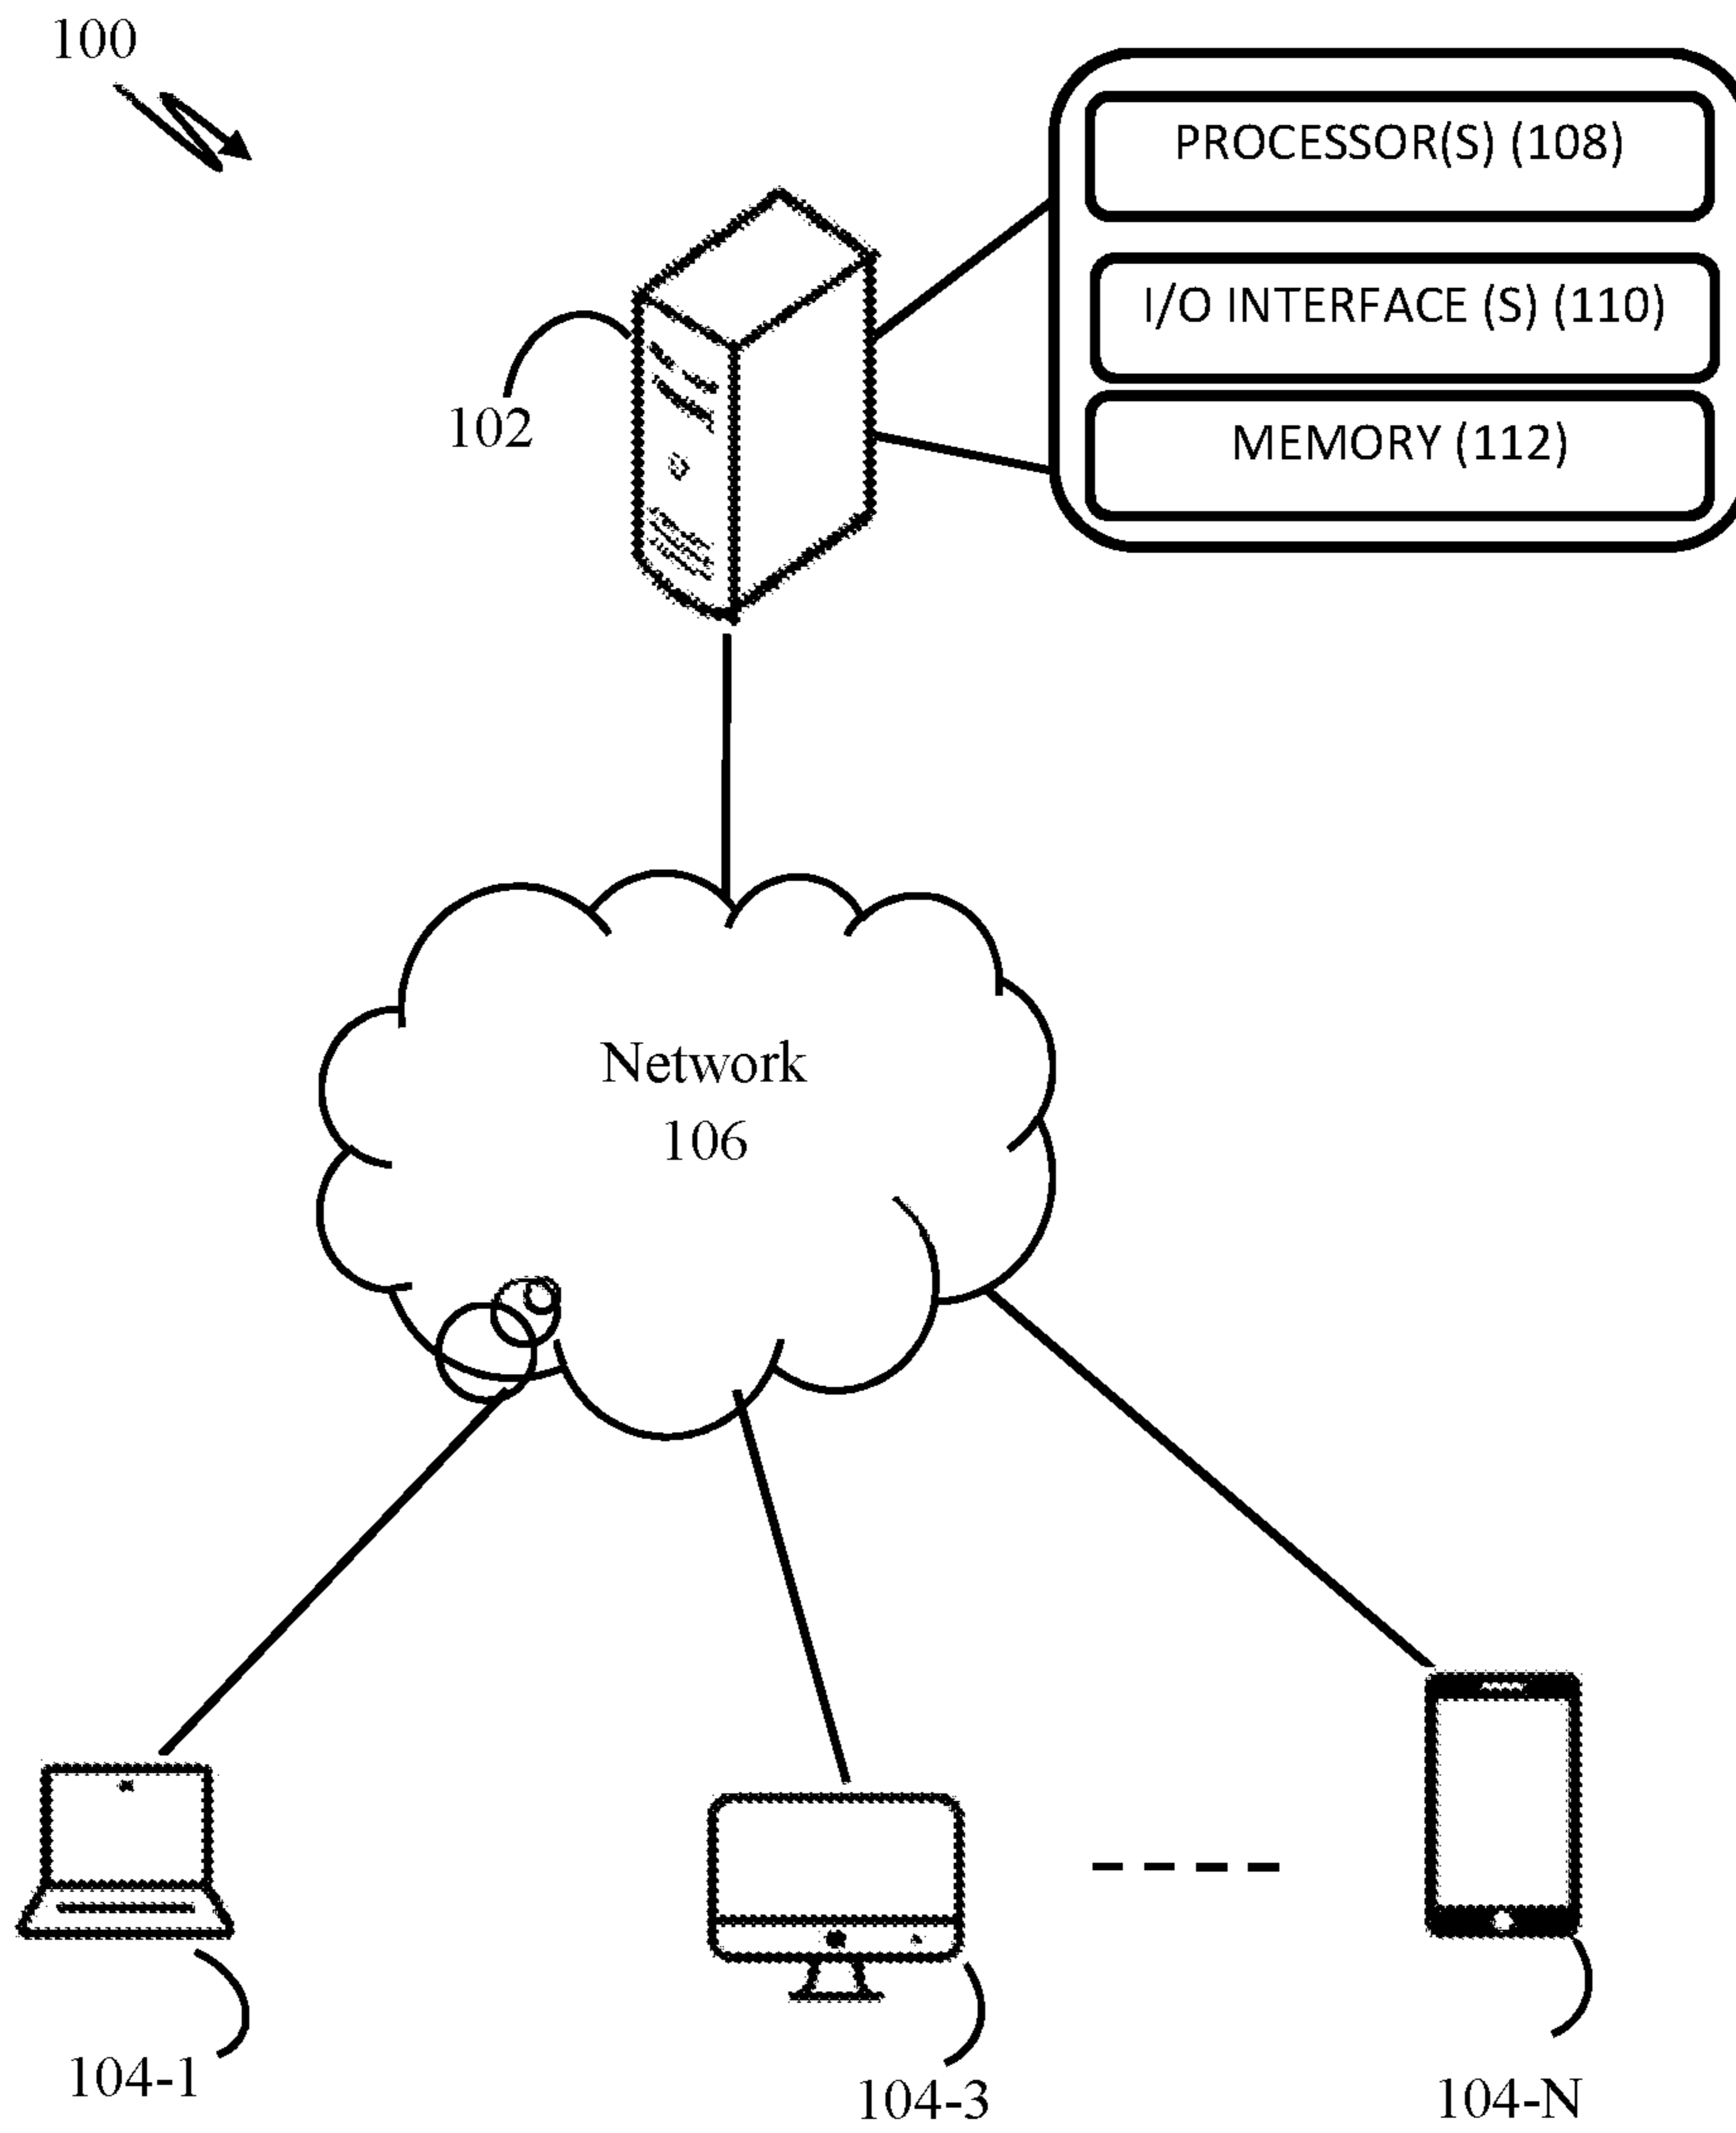 100
PROCESSOR(S) (108)
I/O INTERFACE (S) (110)
102
MEMORY (112)
Network
106
104-1
104-3
104-N